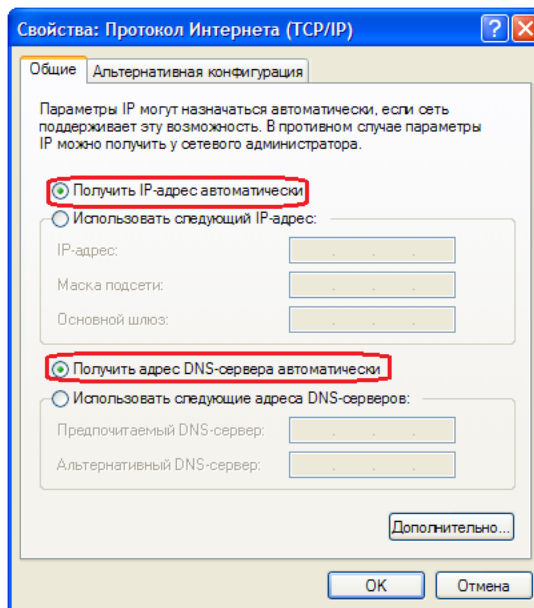 Свойства: Протокол Интернета (TCP/IP)
Общие
Альтернативная конфигурация
Параметры IP могут назначаться автоматически, если сеть
поддерживает эту возможность. В противном случае параметры
IP можно получить у сетевого администратора.
Получить IP-адрес автоматически
Использовать следующий IP-адрес:
IP-адрес:
Маска подсети:
Основной шлюз:
Получить адрес DNS-сервера автоматически
Использовать следующие адреса DNS-серверов:
Предпочитаемый DNS-сервер:
Альтернативный DNS-сервер:
Дополнительно...
OK
Отмена